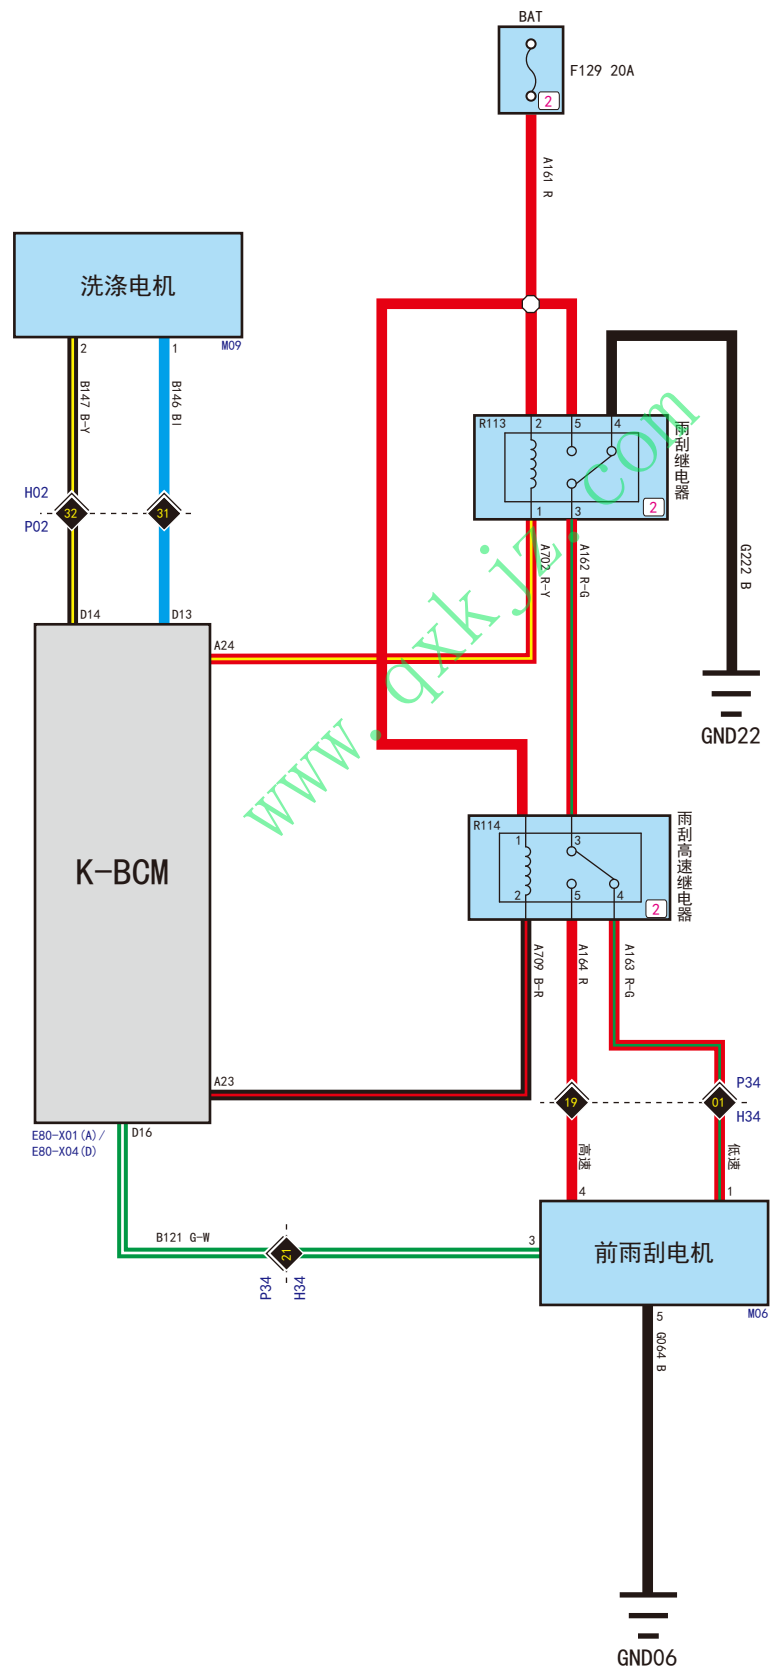 BAT
F129 20A
2
A161 R
洗涤电机
2
1
M09
B147 B-Y
B146 Bl
R113
2
5
4
雨刮继电器
2
1
3
H02
P02
32
31
A702 R-Y
A162 R-G
G222 B
D14
D13
A24
GND22
www.qxkjz.com
R114
1
3
2
5
4
2
雨刮高速继电器
K-BCM
A709 B-R
A164 R
A163 R-G
A23
P34
H34
19
01
E80-X01(A)/
E80-X04(D)
D16
高速
低速
4
1
B121 G-W
21
P34
H34
3
前雨刮电机
M06
5
G064 B
GND06